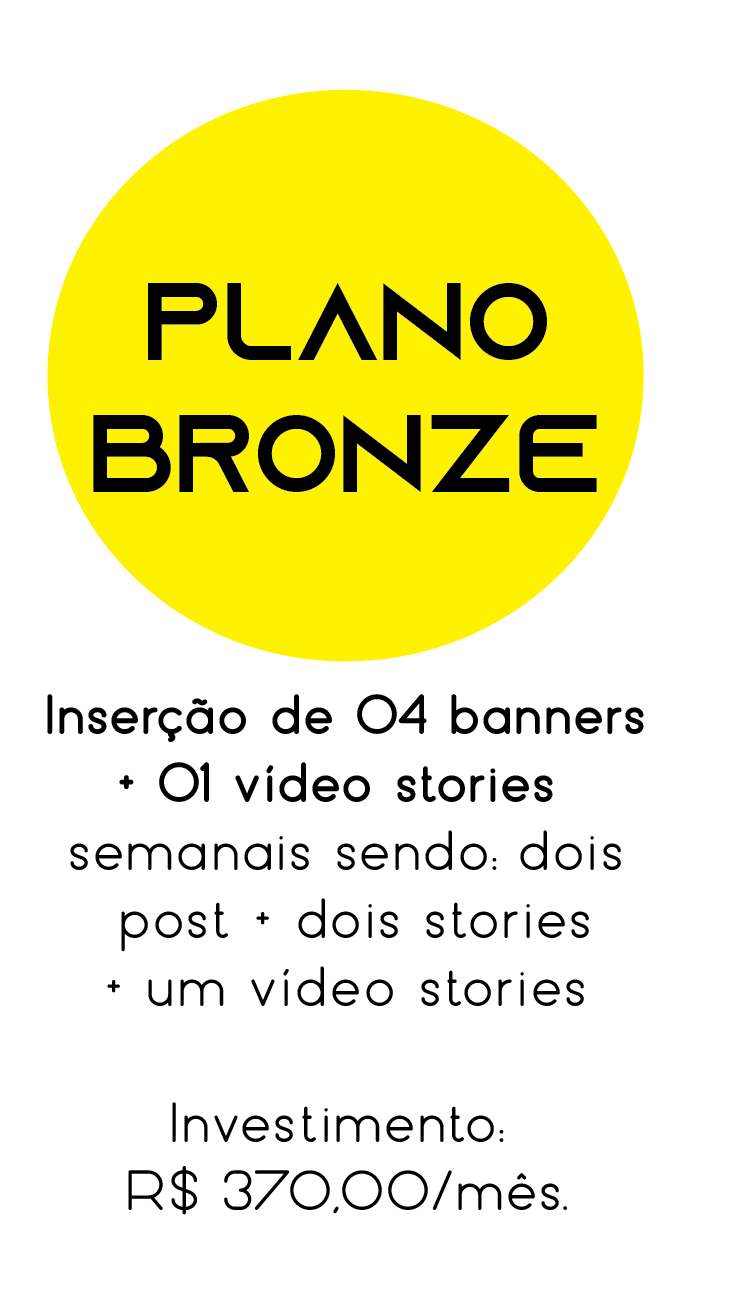 PLANO
BRONZE
Inserção de 04 banners
+ 01 vídeo stories
semanais sendo: dois
post + dois stories
+ um vídeo stories
Investimento:
R$ 370,00/mês.